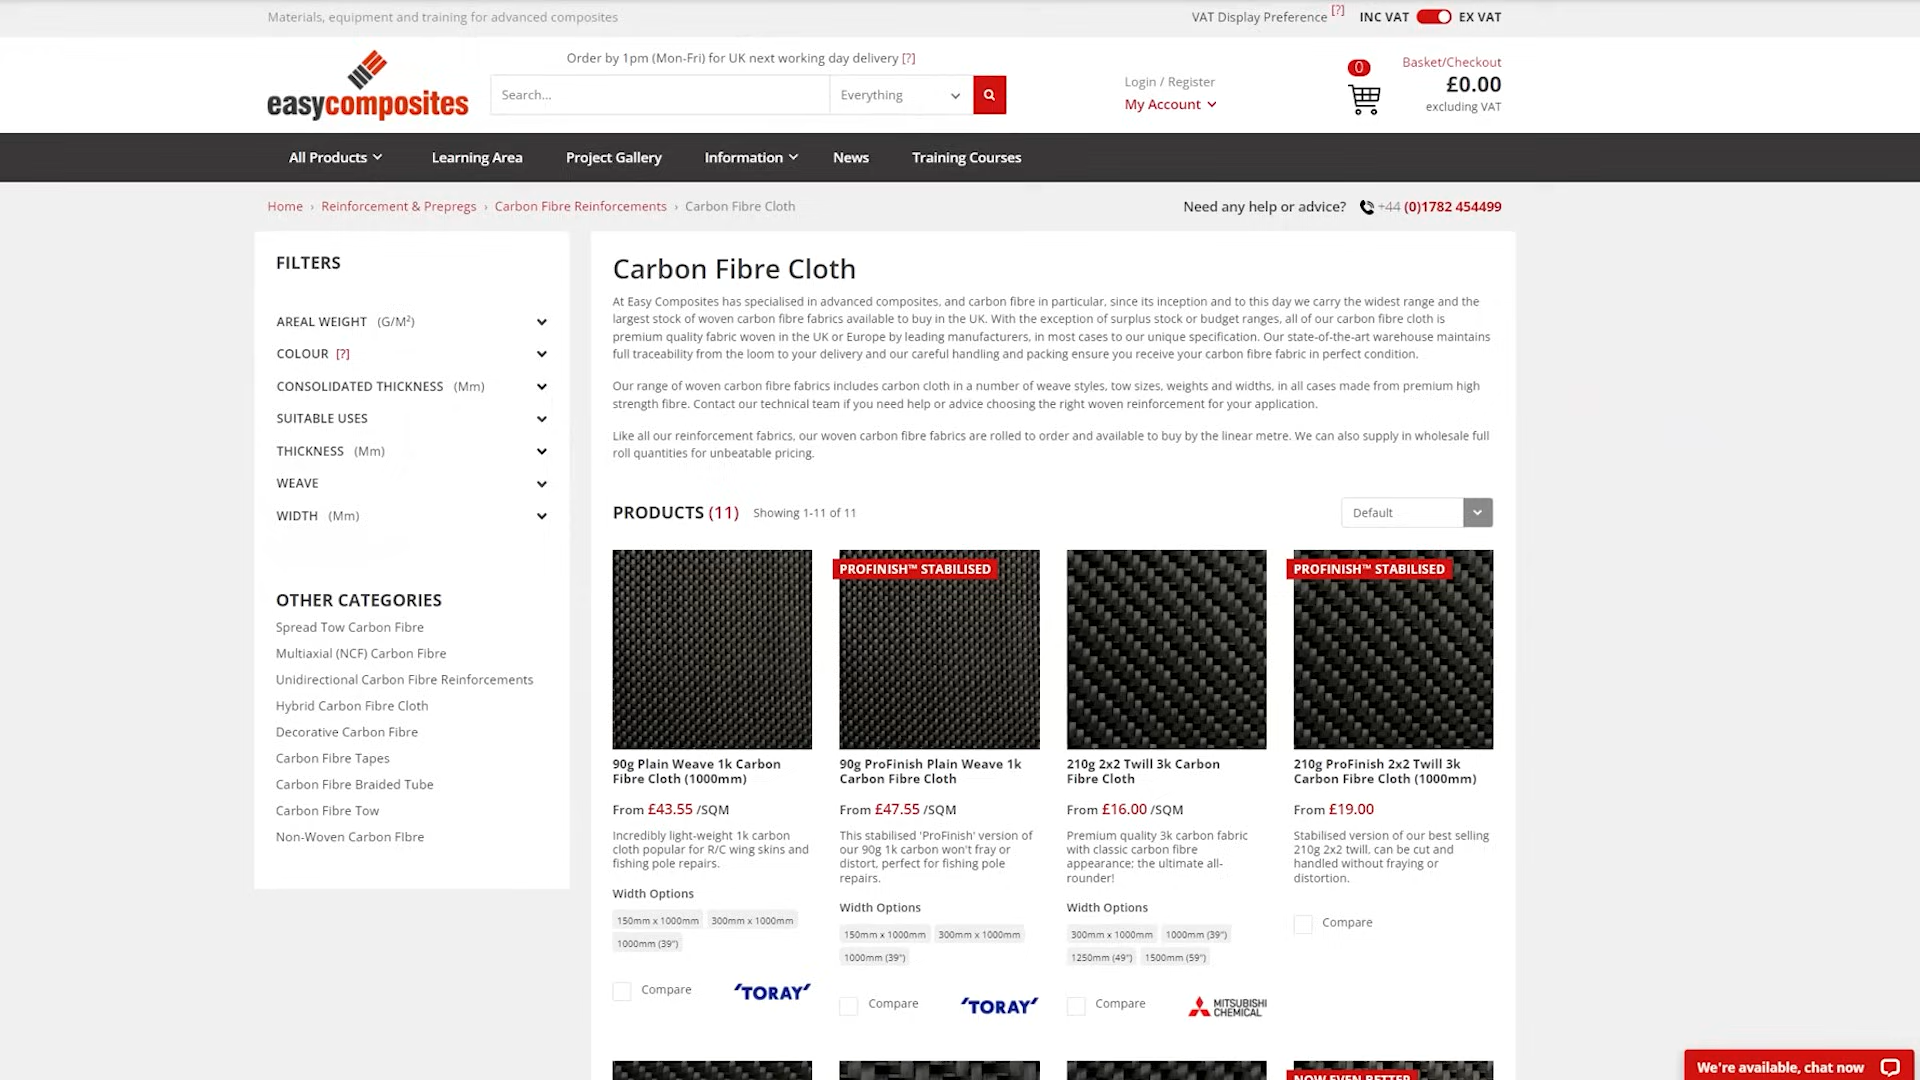 Materials, equipment and training for advanced composites
VAT Display Preference [?] INC VAT EX VAT
Order by 1pm (Mon-Fri) for UK next working day delivery [?]
easycomposites
Search...
Everything
Login / Register
My Account
0
Basket/Checkout
£0.00
excluding VAT
All Products Learning Area Project Gallery Information News Training Courses
Home › Reinforcement & Prepregs › Carbon Fibre Reinforcements › Carbon Fibre Cloth
Need any help or advice? +44 (0)1782 454499
FILTERS
AREAL WEIGHT (G/M²)
COLOUR [?]
CONSOLIDATED THICKNESS (Mm)
SUITABLE USES
THICKNESS (Mm)
WEAVE
WIDTH (Mm)
OTHER CATEGORIES
Spread Tow Carbon Fibre
Multiaxial (NCF) Carbon Fibre
Unidirectional Carbon Fibre Reinforcements
Hybrid Carbon Fibre Cloth
Decorative Carbon Fibre
Carbon Fibre Tapes
Carbon Fibre Braided Tube
Carbon Fibre Tow
Non-Woven Carbon FIbre
Carbon Fibre Cloth
At Easy Composites has specialised in advanced composites, and carbon fibre in particular, since its inception and to this day we carry the widest range and the
largest stock of woven carbon fibre fabrics available to buy in the UK. With the exception of surplus stock or budget ranges, all of our carbon fibre cloth is
premium quality fabric woven in the UK or Europe by leading manufacturers, in most cases to our unique specification. Our state-of-the-art warehouse maintains
full traceability from the loom to your delivery and our careful handling and packing ensure you receive your carbon fibre fabric in perfect condition.
Our range of woven carbon fibre fabrics includes carbon cloth in a number of weave styles, tow sizes, weights and widths, in all cases made from premium high
strength fibre. Contact our technical team if you need help or advice choosing the right woven reinforcement for your application.
Like all our reinforcement fabrics, our woven carbon fibre fabrics are rolled to order and available to buy by the linear metre. We can also supply in wholesale full
roll quantities for unbeatable pricing.
PRODUCTS (11) Showing 1-11 of 11
Default
90g Plain Weave 1k Carbon
Fibre Cloth (1000mm)
From £43.55 /SQM
Incredibly light-weight 1k carbon
cloth popular for R/C wing skins and
fishing pole repairs.
Width Options
150mm x 1000mm 300mm x 1000mm
1000mm (39")
Compare
'TORAY'
PROFINISH™ STABILISED
90g ProFinish Plain Weave 1k
Carbon Fibre Cloth
From £47.55 /SQM
This stabilised 'ProFinish' version of
our 90g 1k carbon won't fray or
distort, perfect for fishing pole
repairs.
Width Options
150mm x 1000mm 300mm x 1000mm
1000mm (39")
Compare
'TORAY'
210g 2x2 Twill 3k Carbon
Fibre Cloth
From £16.00 /SQM
Premium quality 3k carbon fabric
with classic carbon fibre
appearance; the ultimate all-
rounder!
Width Options
300mm x 1000mm 1000mm (39")
1250mm (49") 1500mm (59")
Compare
MITSUBISHI
CHEMICAL
PROFINISH™ STABILISED
210g ProFinish 2x2 Twill 3k
Carbon Fibre Cloth (1000mm)
From £19.00
Stabilised version of our best selling
210g 2x2 twill, can be cut and
handled without fraying or
distortion.
Compare
NOW EVEN BETTER
We're available, chat now